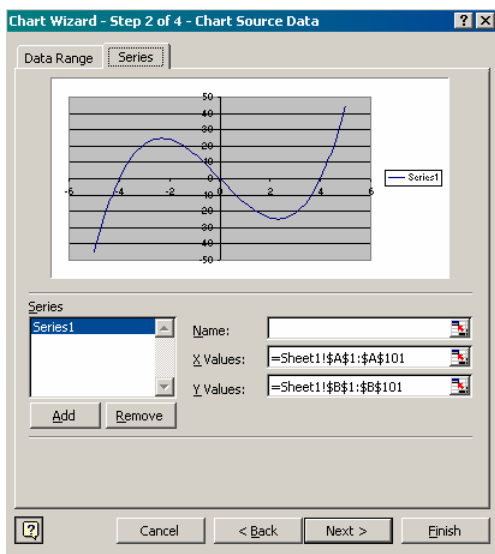 Chart Wizard - Step 2 of 4 - Chart Source Data
Data Range
Series
50
40
30
20
10
0
-6
-4
-2
0
2
4
6
10
20
30
40
-50
Series1
Series
Series1
Name:
X Values:
=Sheet1!$A$1:$A$101
Y Values:
=Sheet1!$B$1:$B$101
Add
Remove
Cancel
< Back
Next >
Finish